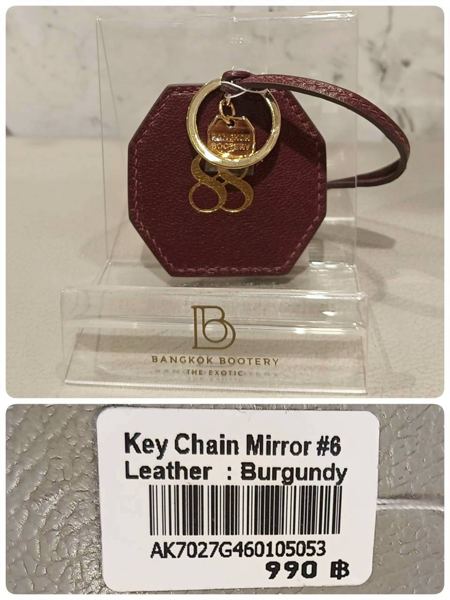 BANGKOK
BOOTERY
88
B
BANGKOK BOOTERY
THE EXOTIC
Key Chain Mirror #6
Leather : Burgundy
AK7027G460105053
990 ฿